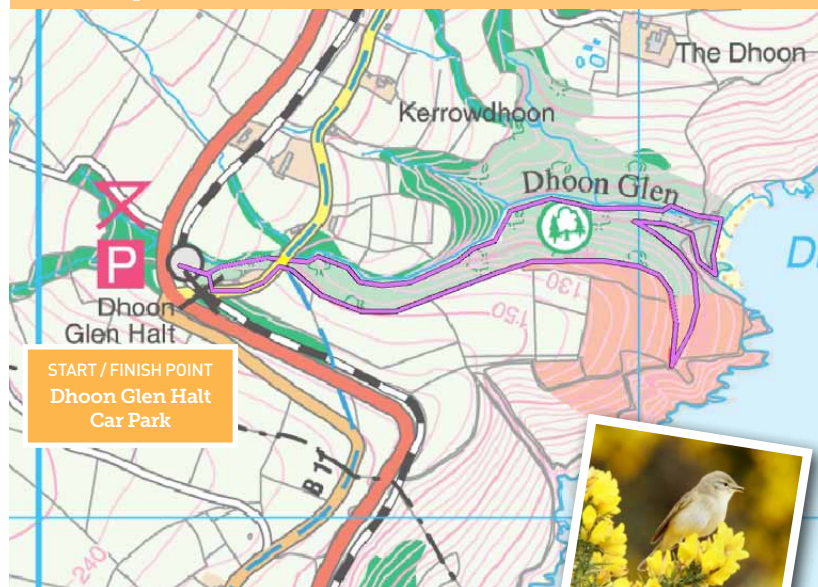 The Dhoon
Kerrowdhoon
Dhoon Glen
P
Dhoon
Glen Halt
130
150
START / FINISH POINT
Dhoon Glen Halt
Car Park
B 11
240